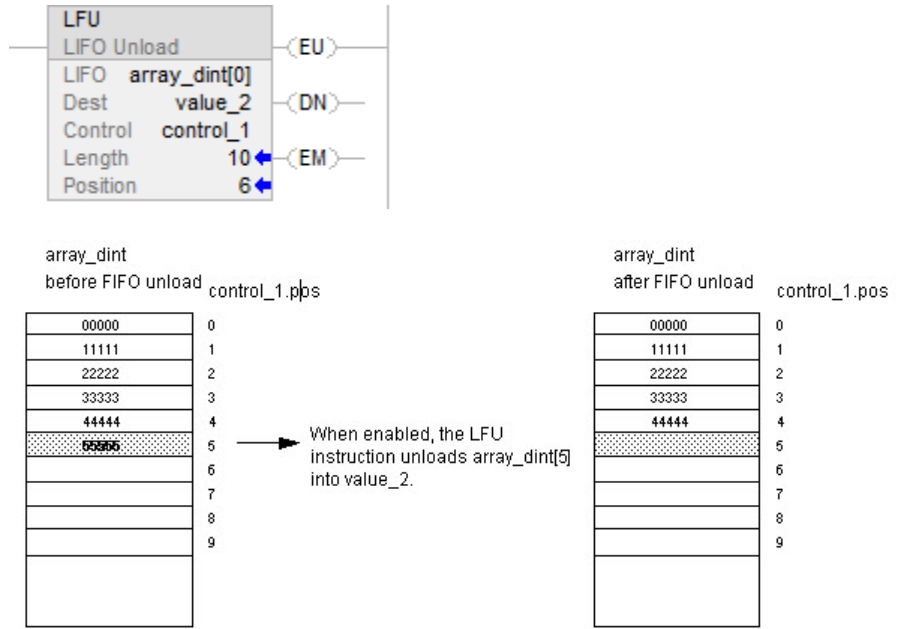 LFU
LIFO Unload
EU
LIFO array_dint[0]
Dest value_2
DN
Control control_1
Length 10
EM
Position 6
array_dint
before FIFO unload
control_1.pos
00000 0
11111 1
22222 2
33333 3
44444 4
55555 5
6
7
8
9
When enabled, the LFU
instruction unloads array_dint[5]
into value_2.
array_dint
after FIFO unload
control_1.pos
00000 0
11111 1
22222 2
33333 3
44444 4
5
6
7
8
9